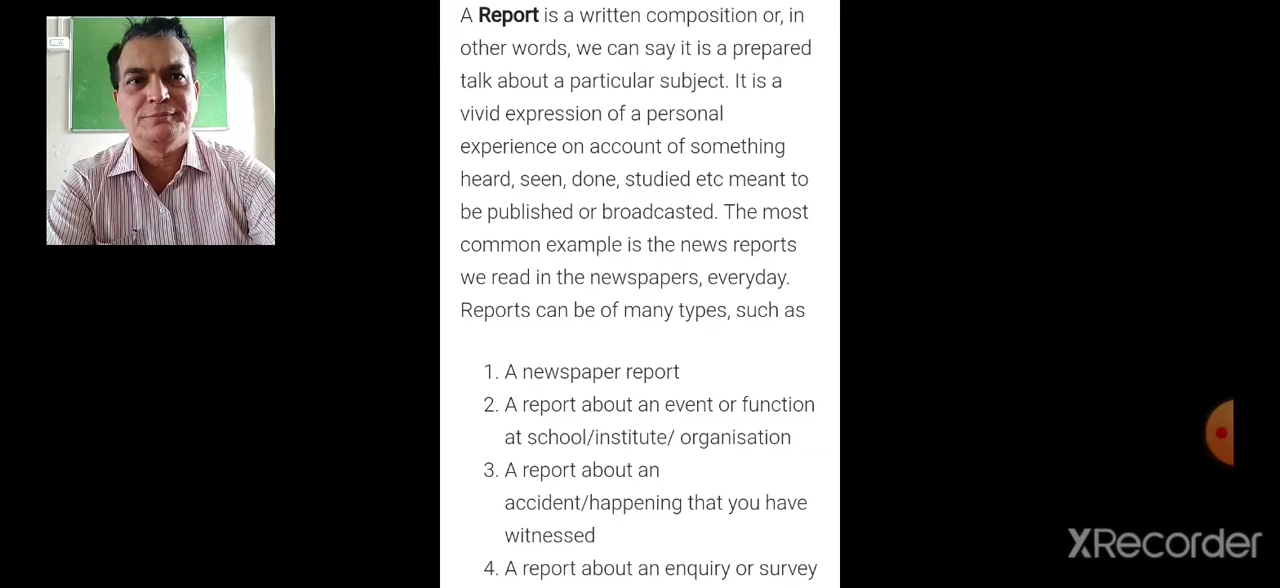 A Report is a written composition or, in
other words, we can say it is a prepared
talk about a particular subject. It is a
vivid expression of a personal
experience on account of something
heard, seen, done, studied etc meant to
be published or broadcasted. The most
common example is the news reports
we read in the newspapers, everyday.
Reports can be of many types, such as
1. A newspaper report
2. A report about an event or function
at school/institute/ organisation
3. A report about an
accident/happening that you have
witnessed
4. A report about an enquiry or survey
XRecorder